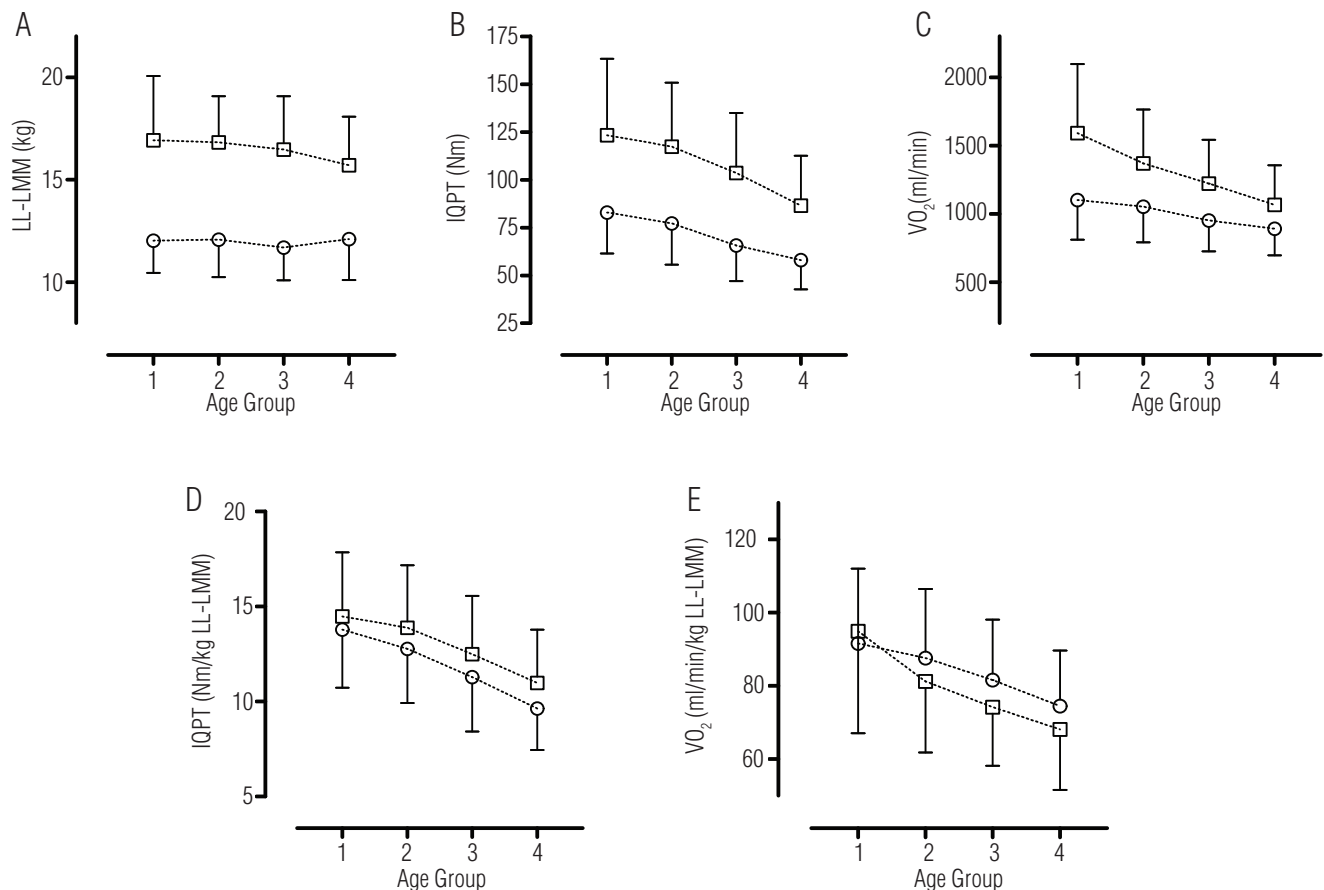 A
LL-LMM (kg)
20
15
10
1 2 3 4
Age Group
B
IQPT (Nm)
175
150
125
100
75
50
25
1 2 3 4
Age Group
C
VO₂(ml/min)
2000
1500
1000
500
1 2 3 4
Age Group
D
IQPT (Nm/kg LL-LMM)
20
15
10
5
1 2 3 4
Age Group
E
VO₂ (ml/min/kg LL-LMM)
120
100
80
60
1 2 3 4
Age Group